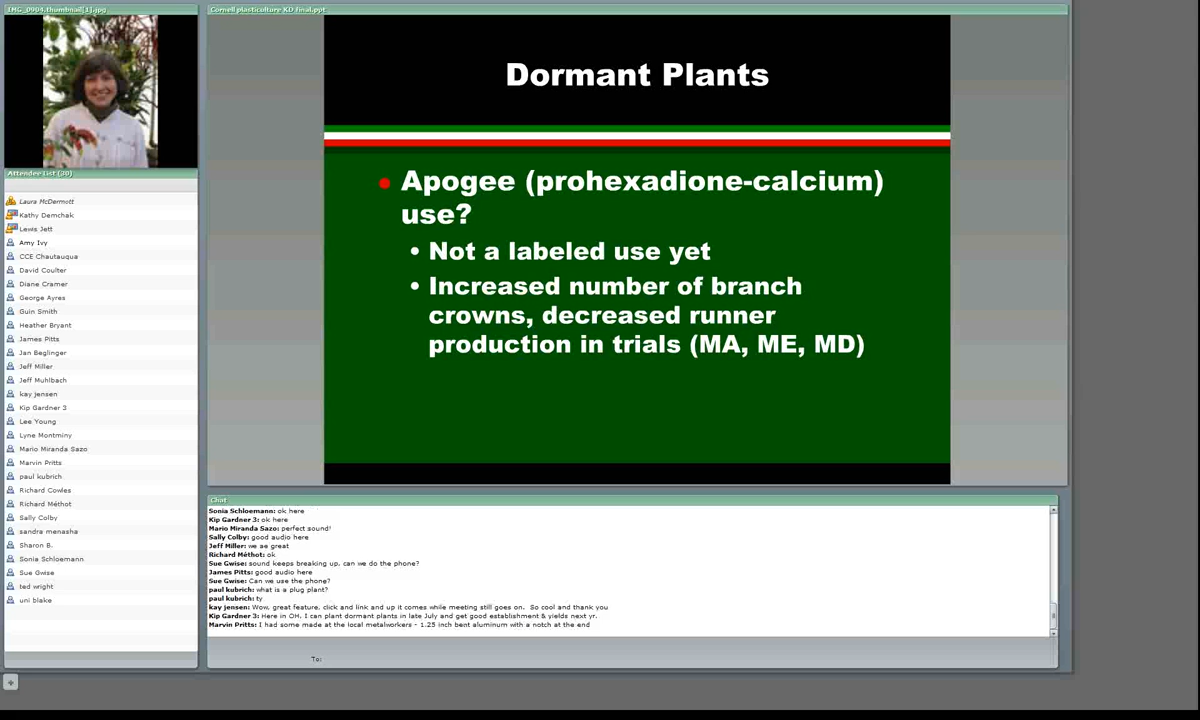 IMG_0904.thumbnail[1].jpg
Cornell plasticulture KD final.ppt
Dormant Plants
Apogee (prohexadione-calcium)
use?
• Not a labeled use yet
• Increased number of branch
crowns, decreased runner
production in trials (MA, ME, MD)
Attendee List (30)
Laura McDermott
Kathy Demchak
Lewis Jett
Amy Ivy
CCE Chautauqua
David Coulter
Diane Cramer
George Ayres
Guin Smith
Heather Bryant
James Pitts
Jan Beglinger
Jeff Miller
Jeff Muhlbach
kay jensen
Kip Gardner 3
Lee Young
Lyne Montminy
Mario Miranda Sazo
Marvin Pritts
paul kubrich
Richard Cowles
Richard Méthot
Sally Colby
sandra menasha
Sharon B.
Sonia Schloemann
Sue Gwise
ted wright
uni blake
Chat
Sonia Schloemann: ok here
Kip Gardner 3: ok here
Mario Miranda Sazo: perfect sound!
Sally Colby: good audio here
Jeff Miller: we ae great
Richard Méthot: ok
Sue Gwise: sound keeps breaking up, can we do the phone?
James Pitts: good audio here
Sue Gwise: Can we use the phone?
paul kubrich: what is a plug plant?
paul kubrich: ty
kay jensen: Wow, great feature, click and link and up it comes while meeting still goes on.  So cool and thank you
Kip Gardner 3: Here in OH, I can plant dormant plants in late July and get good establishment & yields next yr.
Marvin Pritts: I had some made at the local metalworkers - 1.25 inch bent aluminum with a notch at the end
To: